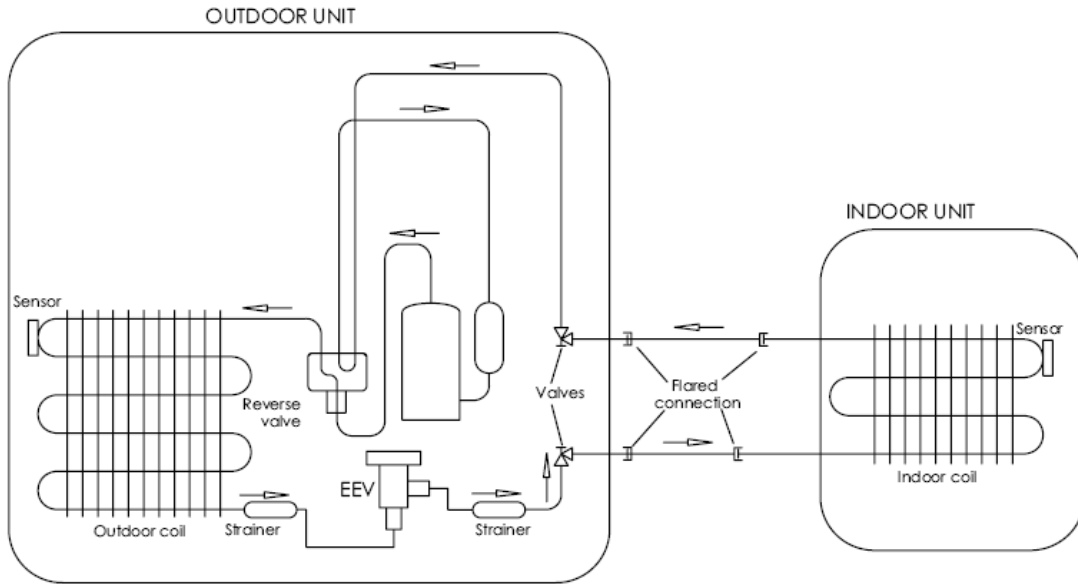 OUTDOOR UNIT
INDOOR UNIT
Sensor
Sensor
Reverse
valve
Valves
Flared
connection
EEV
Outdoor coil
Strainer
Strainer
Indoor coil